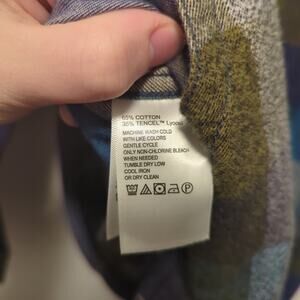 65% COTTON
35% TENCEL™ Lyocell
MACHINE WASH COLD
WITH LIKE COLORS
GENTLE CYCLE
ONLY NON-CHLORINE BLEACH
WHEN NEEDED
TUMBLE DRY LOW
COOL IRON
OR DRY CLEAN